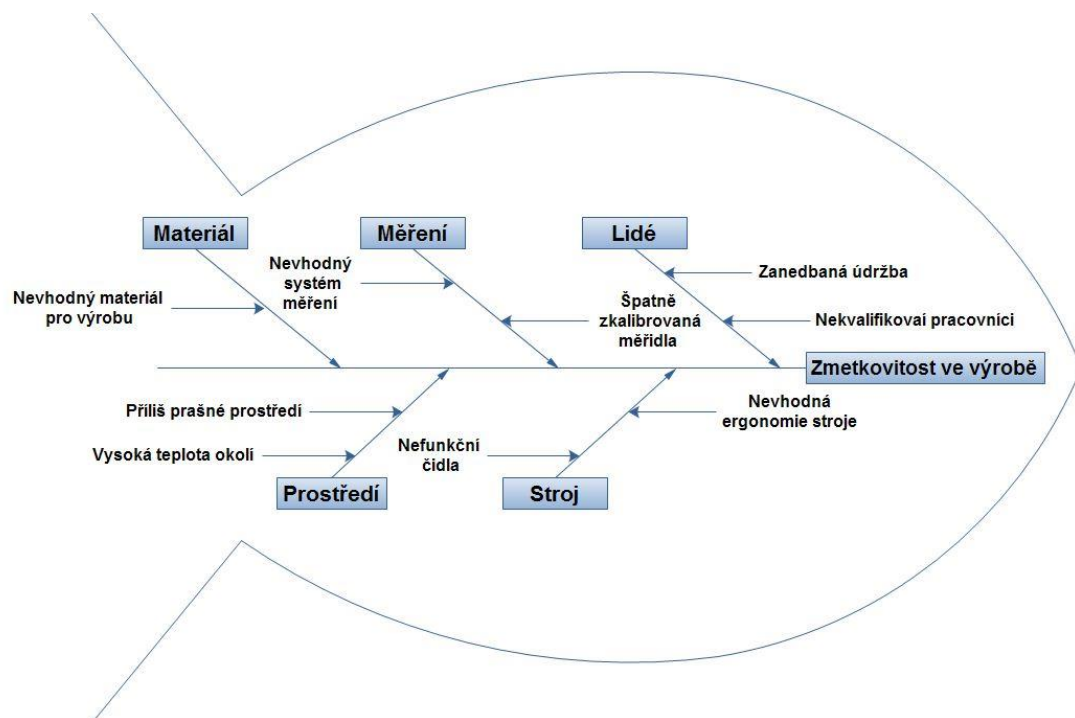 Materiál
Měření
Lidé
Nevhodný
systém
měření
Zanedbaná údržba
Nevhodný materiál
pro výrobu
Špatně
zkalibrovaná
měřidla
Nekvalifikovaí pracovníci
Zmetkovitost ve výrobě
Příliš prašné prostředí
Nevhodná
ergonomie stroje
Vysoká teplota okolí
Nefunkční
čidla
Prostředí
Stroj